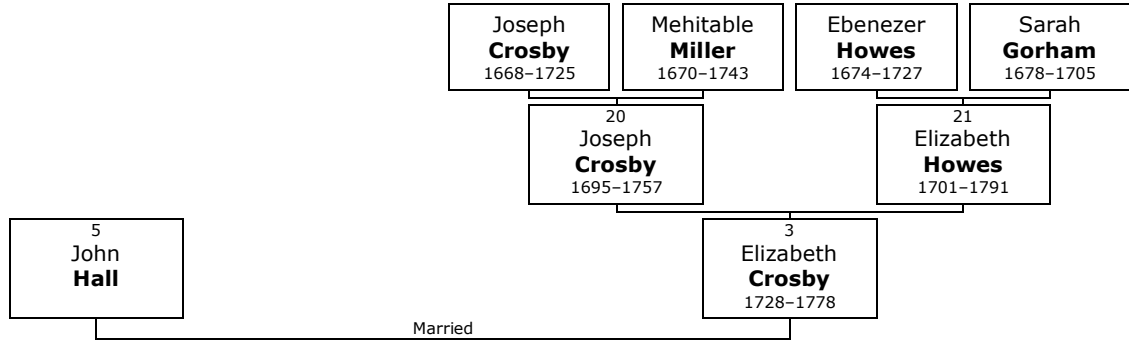 Joseph
Crosby
1668–1725
Mehitable
Miller
1670–1743
Ebenezer
Howes
1674–1727
Sarah
Gorham
1678–1705
20
Joseph
Crosby
1695–1757
21
Elizabeth
Howes
1701–1791
5
John
Hall
3
Elizabeth
Crosby
1728–1778
Married